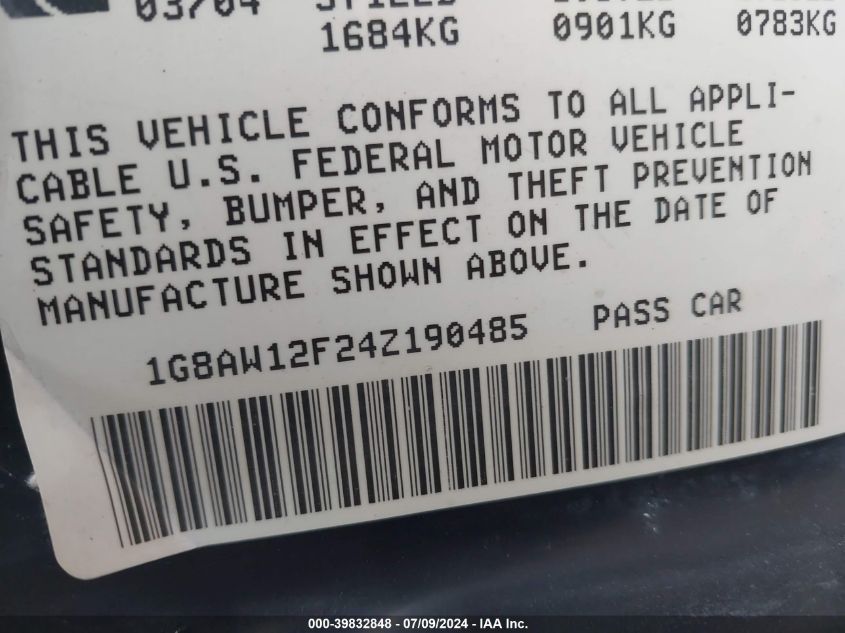 03/04
1684KG 0901KG 0783KG
THIS VEHICLE CONFORMS TO ALL APPLI-
CABLE U.S. FEDERAL MOTOR VEHICLE
SAFETY, BUMPER, AND THEFT PREVENTION
STANDARDS IN EFFECT ON THE DATE OF
MANUFACTURE SHOWN ABOVE.
1G8AW12F24Z190485 PASS CAR
000-39832848 - 07/09/2024 - IAA Inc.